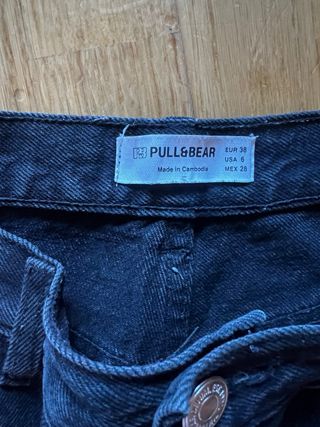 PULL&BEAR
Made in Cambodia
EUR 38
USA 6
MEX 28